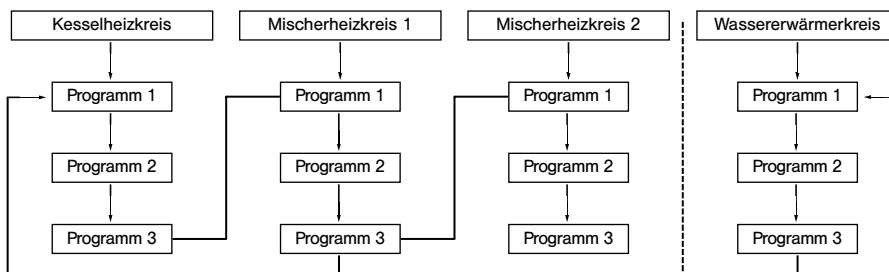 Kesselheizkreis
Mischerheizkreis 1
Mischerheizkreis 2
Wassererwärmerkreis
Programm 1
Programm 1
Programm 1
Programm 1
Programm 2
Programm 2
Programm 2
Programm 2
Programm 3
Programm 3
Programm 3
Programm 3